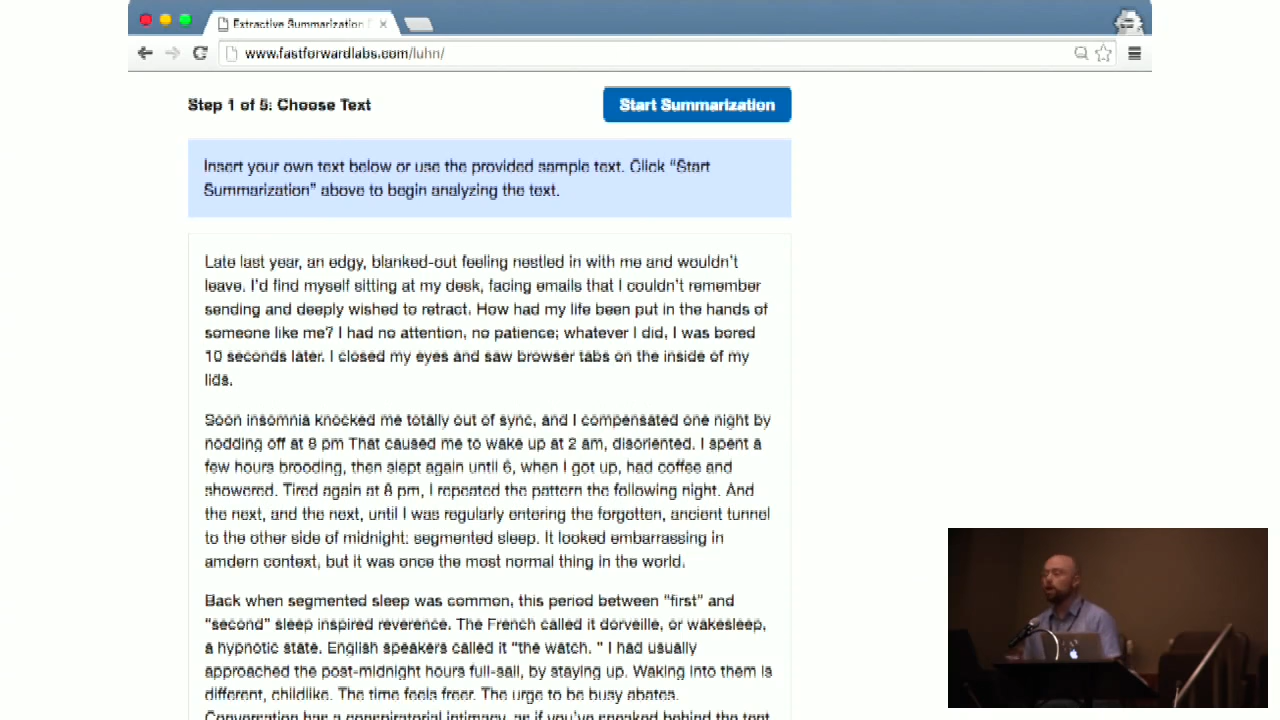 Extractive Summarization
www.fastforwardlabs.com/luhn/
Step 1 of 5: Choose Text
Start Summarization
Insert your own text below or use the provided sample text. Click “Start
Summarization” above to begin analyzing the text.
Late last year, an edgy, blanked-out feeling nestled in with me and wouldn’t
leave. I’d find myself sitting at my desk, facing emails that I couldn’t remember
sending and deeply wished to retract. How had my life been put in the hands of
someone like me? I had no attention, no patience; whatever I did, I was bored
10 seconds later. I closed my eyes and saw browser tabs on the inside of my
lids.
Soon insomnia knocked me totally out of sync, and I compensated one night by
nodding off at 8 pm That caused me to wake up at 2 am, disoriented. I spent a
few hours brooding, then slept again until 6, when I got up, had coffee and
showered. Tired again at 8 pm, I repeated the pattern the following night. And
the next, and the next, until I was regularly entering the forgotten, ancient tunnel
to the other side of midnight: segmented sleep. It looked embarrassing in
amdern context, but it was once the most normal thing in the world.
Back when segmented sleep was common, this period between “first” and
“second” sleep inspired reverence. The French called it dorveille, or wakesleep,
a hypnotic state. English speakers called it “the watch. ” I had usually
approached the post-midnight hours full-sail, by staying up. Waking into them is
different, childlike. The time feels freer. The urge to be busy abates.
Conversation has a conspiratorial intimacy, as if you’ve sneaked behind the tent